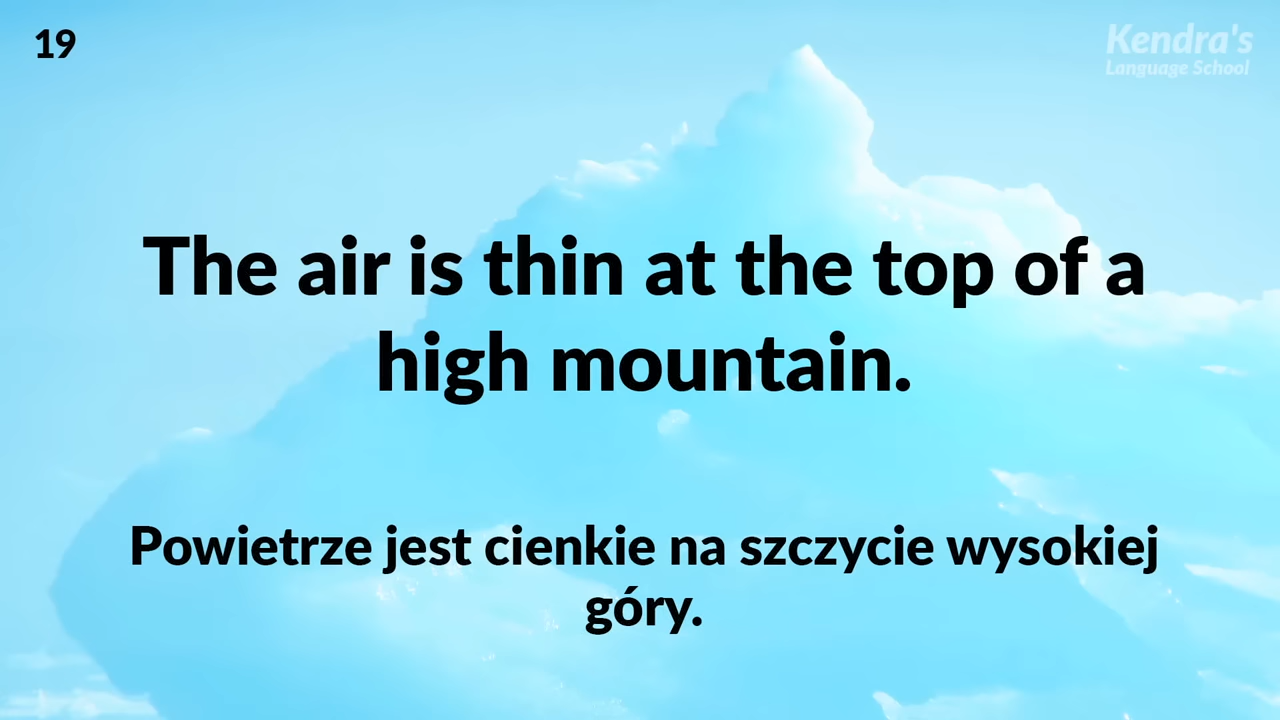 19
Kendra's
Language School
The air is thin at the top of a
high mountain.
Powietrze jest cienkie na szczycie wysokiej
góry.